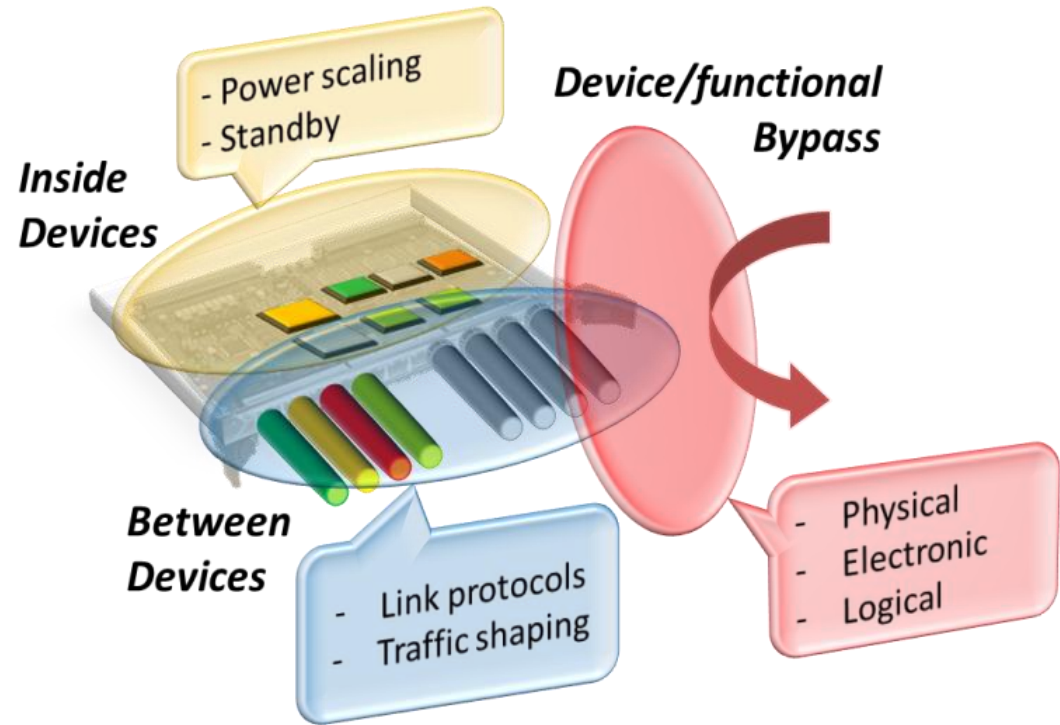 - Power scaling
- Standby
Device/functional
Bypass
Inside
Devices
Between
Devices
- Link protocols
- Traffic shaping
- Physical
- Electronic
- Logical